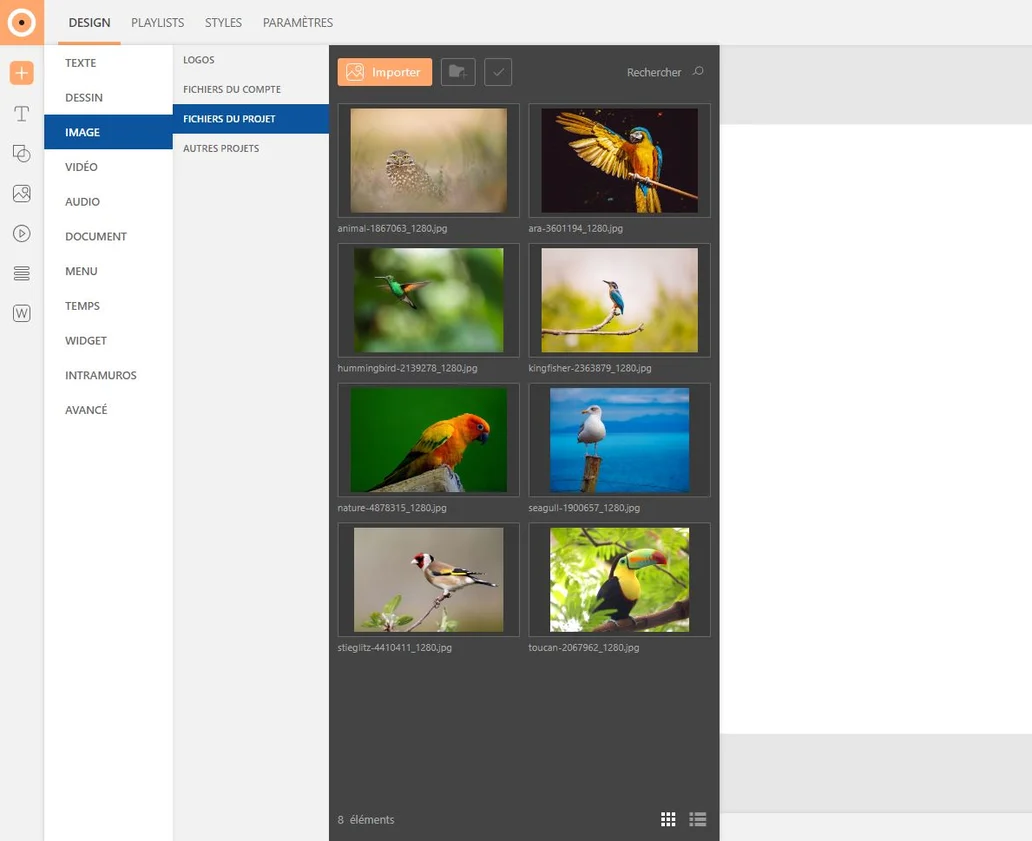 DESIGN PLAYLISTS STYLES PARAMÈTRES
TEXTE
DESSIN
IMAGE
VIDÉO
AUDIO
DOCUMENT
MENU
TEMPS
WIDGET
INTRAMUROS
AVANCÉ
LOGOS
FICHIERS DU COMPTE
FICHIERS DU PROJET
AUTRES PROJETS
Importer
Rechercher
animal-1867063_1280.jpg
ara-3601194_1280.jpg
hummingbird-2139278_1280.jpg
kingfisher-2363879_1280.jpg
nature-4878315_1280.jpg
seagull-1900657_1280.jpg
stieglitz-4410411_1280.jpg
toucan-2067962_1280.jpg
8 éléments
T
W